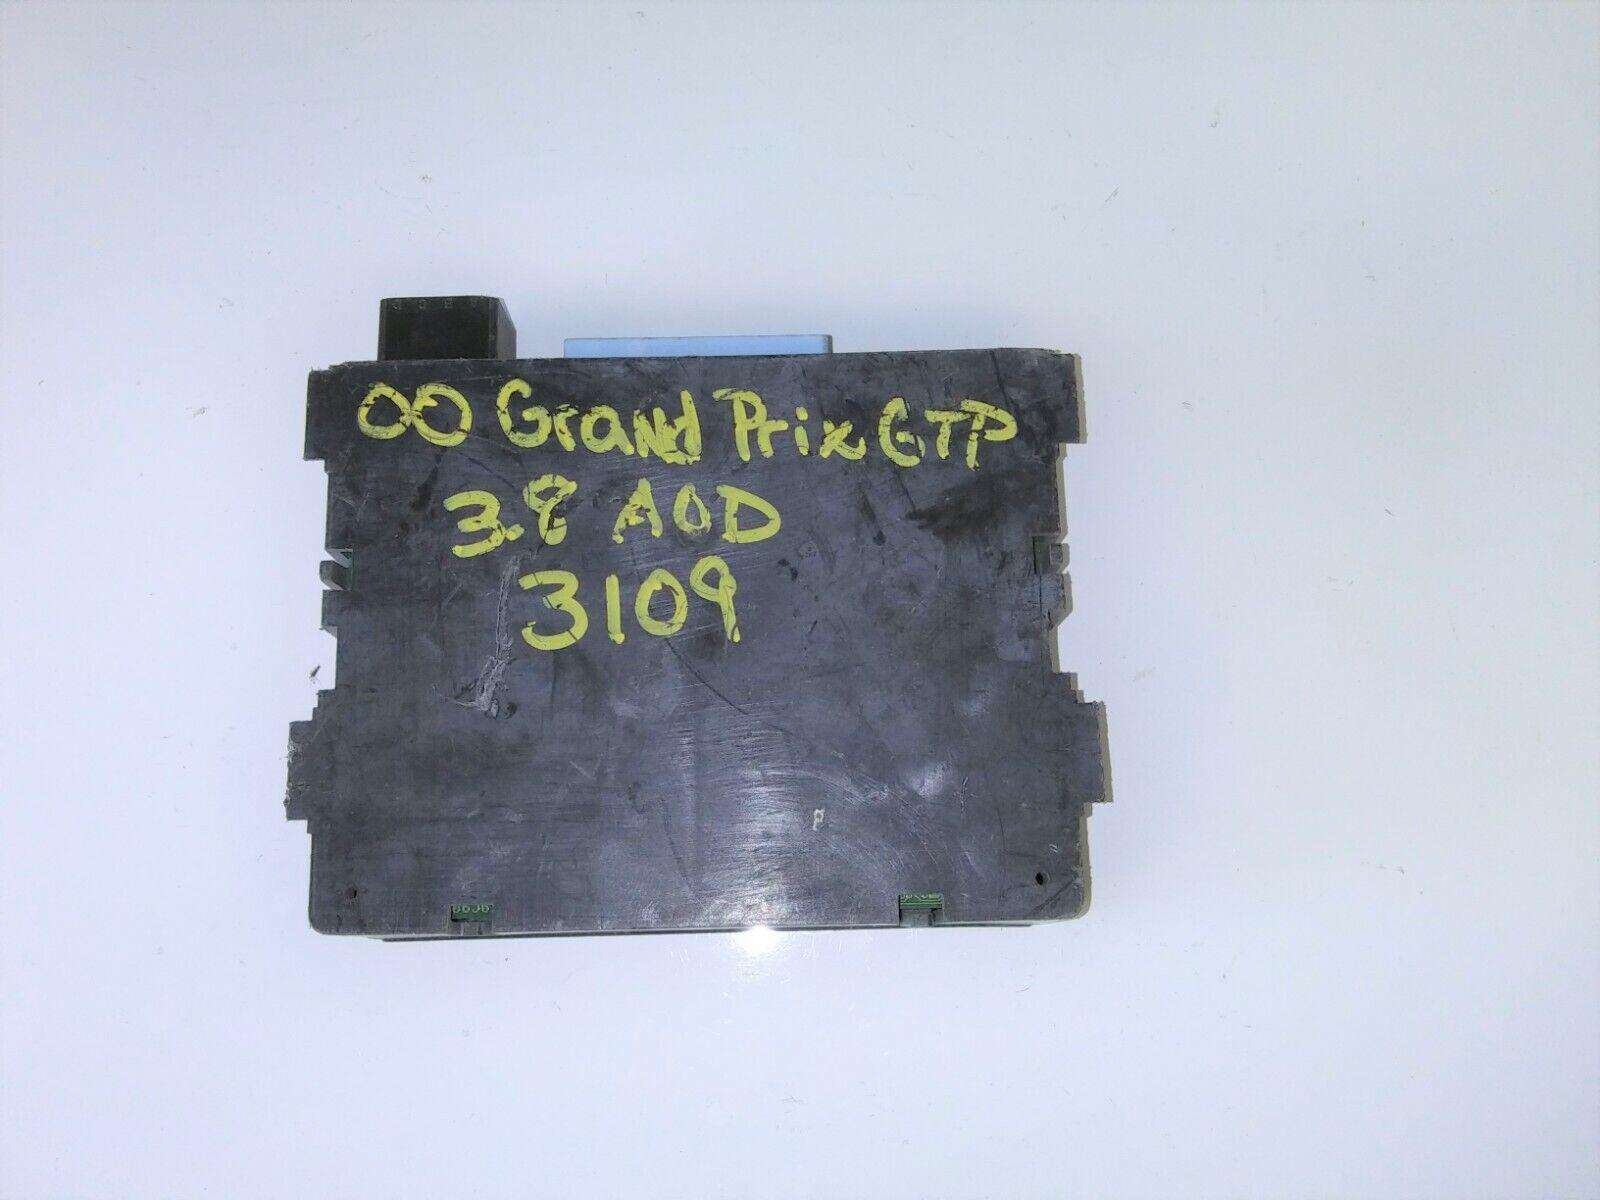 00 Grand Prix GTP
3.8 AOD
3109